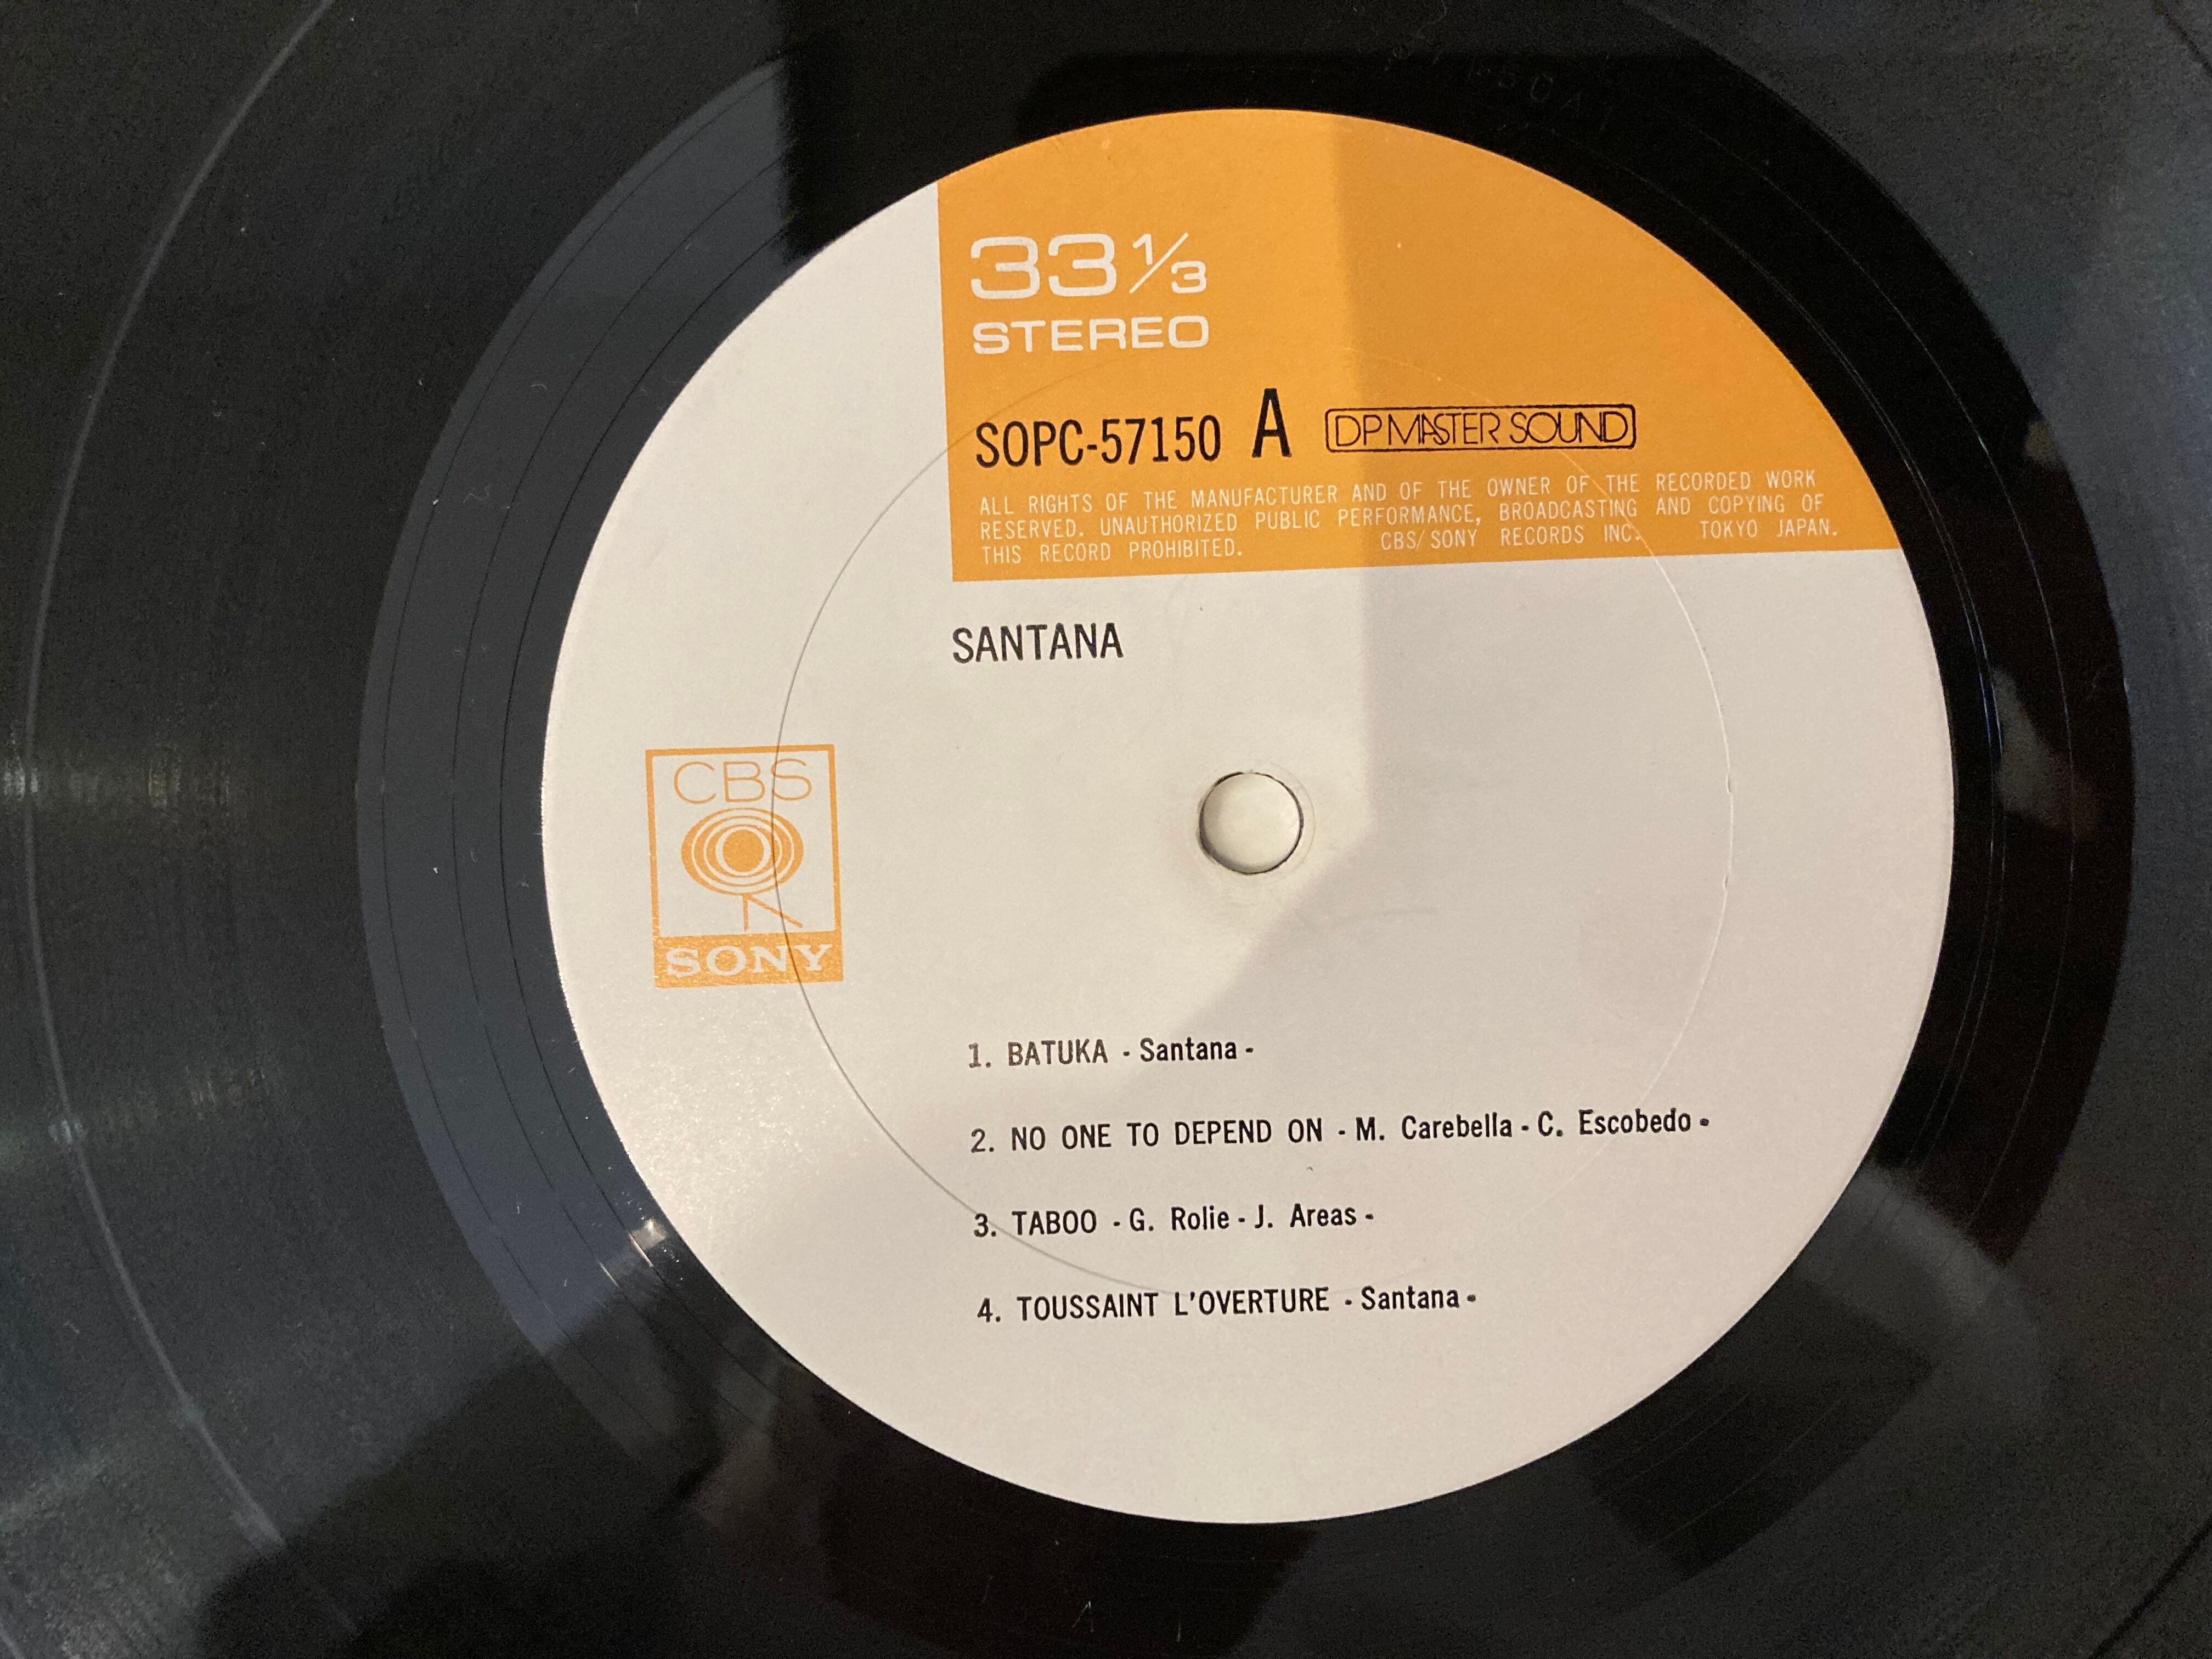 33 1/3
STEREO
SOPC-57150 A DP MASTER SOUND
ALL RIGHTS OF THE MANUFACTURER AND OF THE OWNER OF THE RECORDED WORK
RESERVED. UNAUTHORIZED PUBLIC PERFORMANCE, BROADCASTING AND COPYING OF
THIS RECORD PROHIBITED. CBS/SONY RECORDS INC. TOKYO JAPAN.
SANTANA
CBS
SONY
1. BATUKA - Santana -
2. NO ONE TO DEPEND ON - M. Carebella - C. Escobedo -
3. TABOO - G. Rolie - J. Areas -
4. TOUSSAINT L'OVERTURE - Santana -